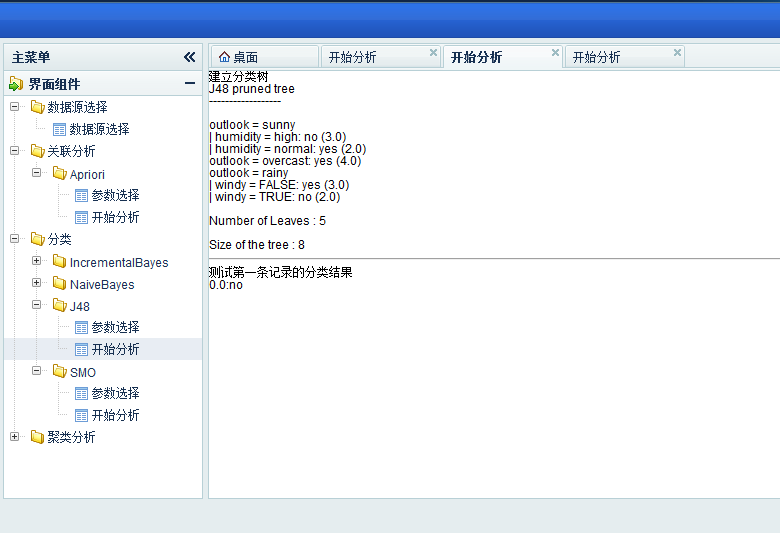 主菜单
界面组件
数据源选择
数据源选择
关联分析
Apriori
参数选择
开始分析
分类
IncrementalBayes
NaiveBayes
J48
参数选择
开始分析
SMO
参数选择
开始分析
聚类分析
桌面
开始分析
开始分析
开始分析
建立分类树
J48 pruned tree
------------------
outlook = sunny
| humidity = high: no (3.0)
| humidity = normal: yes (2.0)
outlook = overcast: yes (4.0)
outlook = rainy
| windy = FALSE: yes (3.0)
| windy = TRUE: no (2.0)
Number of Leaves : 5
Size of the tree : 8
测试第一条记录的分类结果
0.0:no